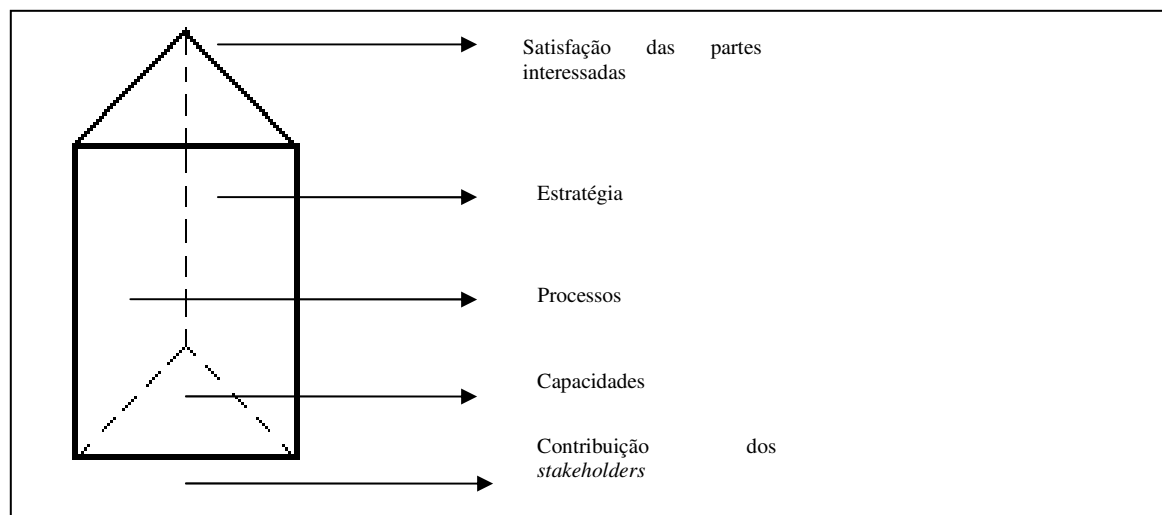 Satisfação das partes
interessadas
Estratégia
Processos
Capacidades
Contribuição dos
stakeholders